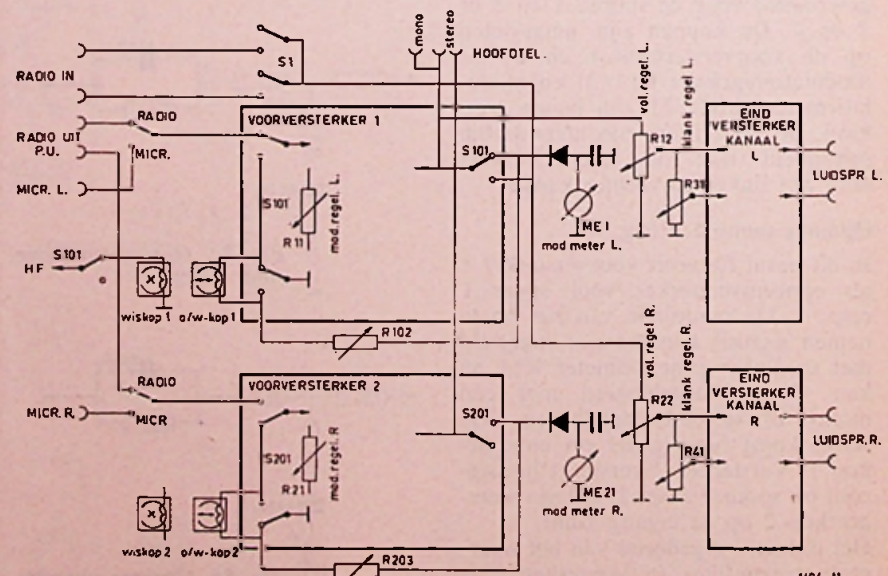 mono
stereo
HOOFDTEL.
S1
RADIO IN
RADIO UIT
P.U.
RADIO
MICR.
MICR. L.
S101
HF
wiskop 1
o/w-kop 1
VOORVERSTERKER 1
S101
R11
mod. regel. L.
S101
R102
ME1
mod meter L.
vol. regel. L.
R12
klank regel. L.
R31
EIND
VERSTERKER
KANAAL
L
LUIDSPR. L.
RADIO
MICR. R.
MICR
wiskop 2
o/w-kop 2
VOORVERSTERKER 2
S201
R21
mod. regel. R
S201
R203
ME21
mod meter R.
vol. regel. R.
R22
klank regel. R.
R41
EIND
VERSTERKER
KANAAL
R
LUIDSPR. R.